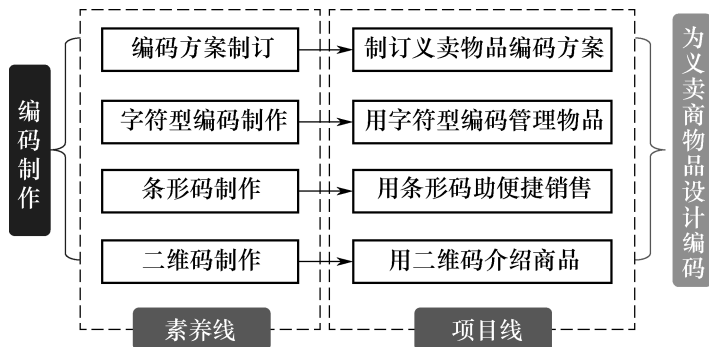 编码制作
编码方案制订
制订义卖物品编码方案
字符型编码制作
用字符型编码管理物品
条形码制作
用条形码助便捷销售
二维码制作
用二维码介绍商品
为义卖商物品设计编码
素养线
项目线